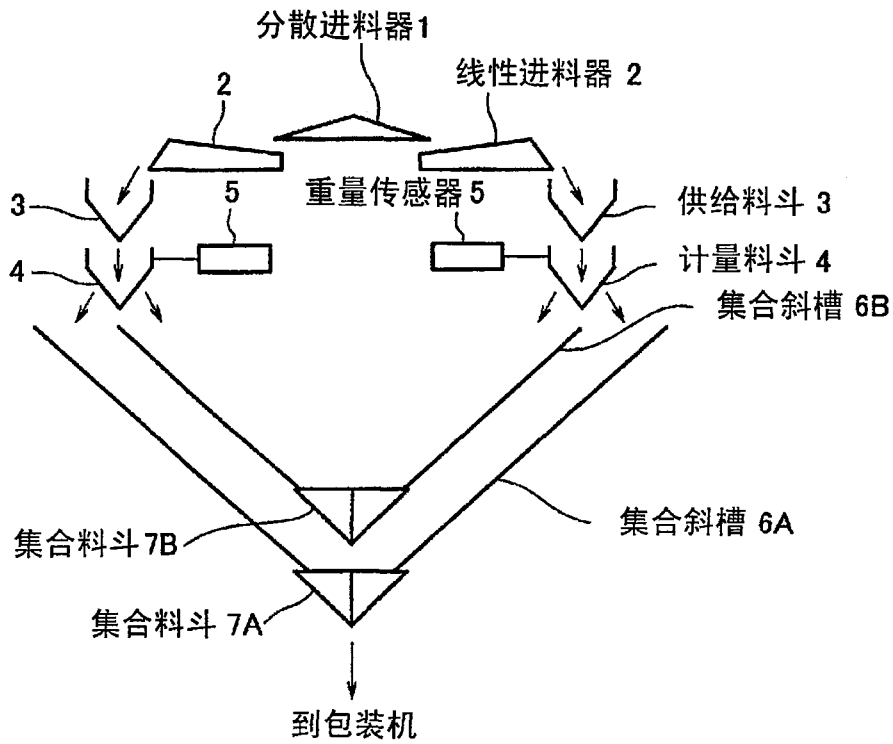 分散进料器1
线性进料器 2
2
3
5
重量传感器 5
供给料斗 3
4
计量料斗 4
集合斜槽 6B
集合料斗 7B
集合斜槽 6A
集合料斗 7A
到包装机